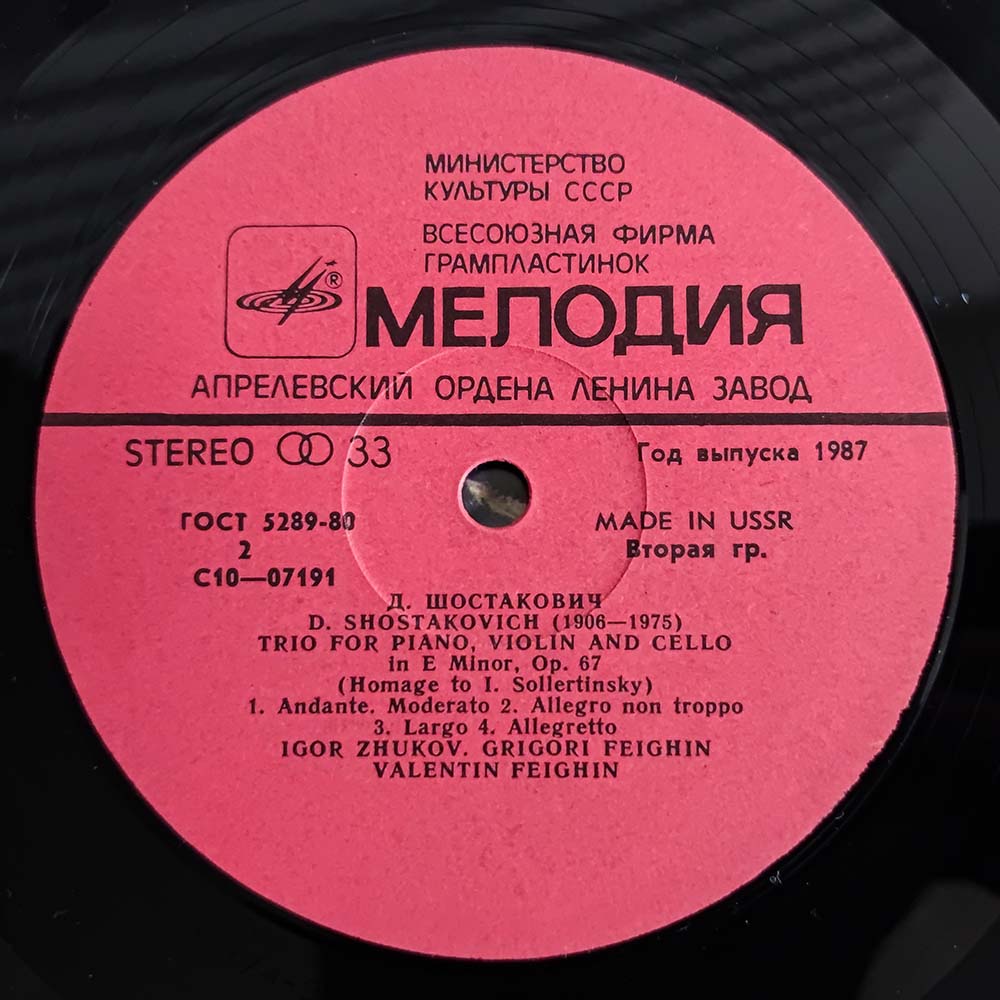 МИНИСТЕРСТВО
КУЛЬТУРЫ СССР
ВСЕСОЮЗНАЯ ФИРМА
ГРАМПЛАСТИНОК
®
МЕЛОДИЯ
АПРЕЛЕВСКИЙ ОРДЕНА ЛЕНИНА ЗАВОД
STEREO 33
Год выпуска 1987
ГОСТ 5289-80
2
С10—07191
MADE IN USSR
Вторая гр.
Д. ШОСТАКОВИЧ
D. SHOSTAKOVICH (1906—1975)
TRIO FOR PIANO, VIOLIN AND CELLO
in E Minor, Op. 67
(Homage to I. Sollertinsky)
1. Andante. Moderato 2. Allegro non troppo
3. Largo 4. Allegretto
IGOR ZHUKOV. GRIGORI FEIGHIN
VALENTIN FEIGHIN